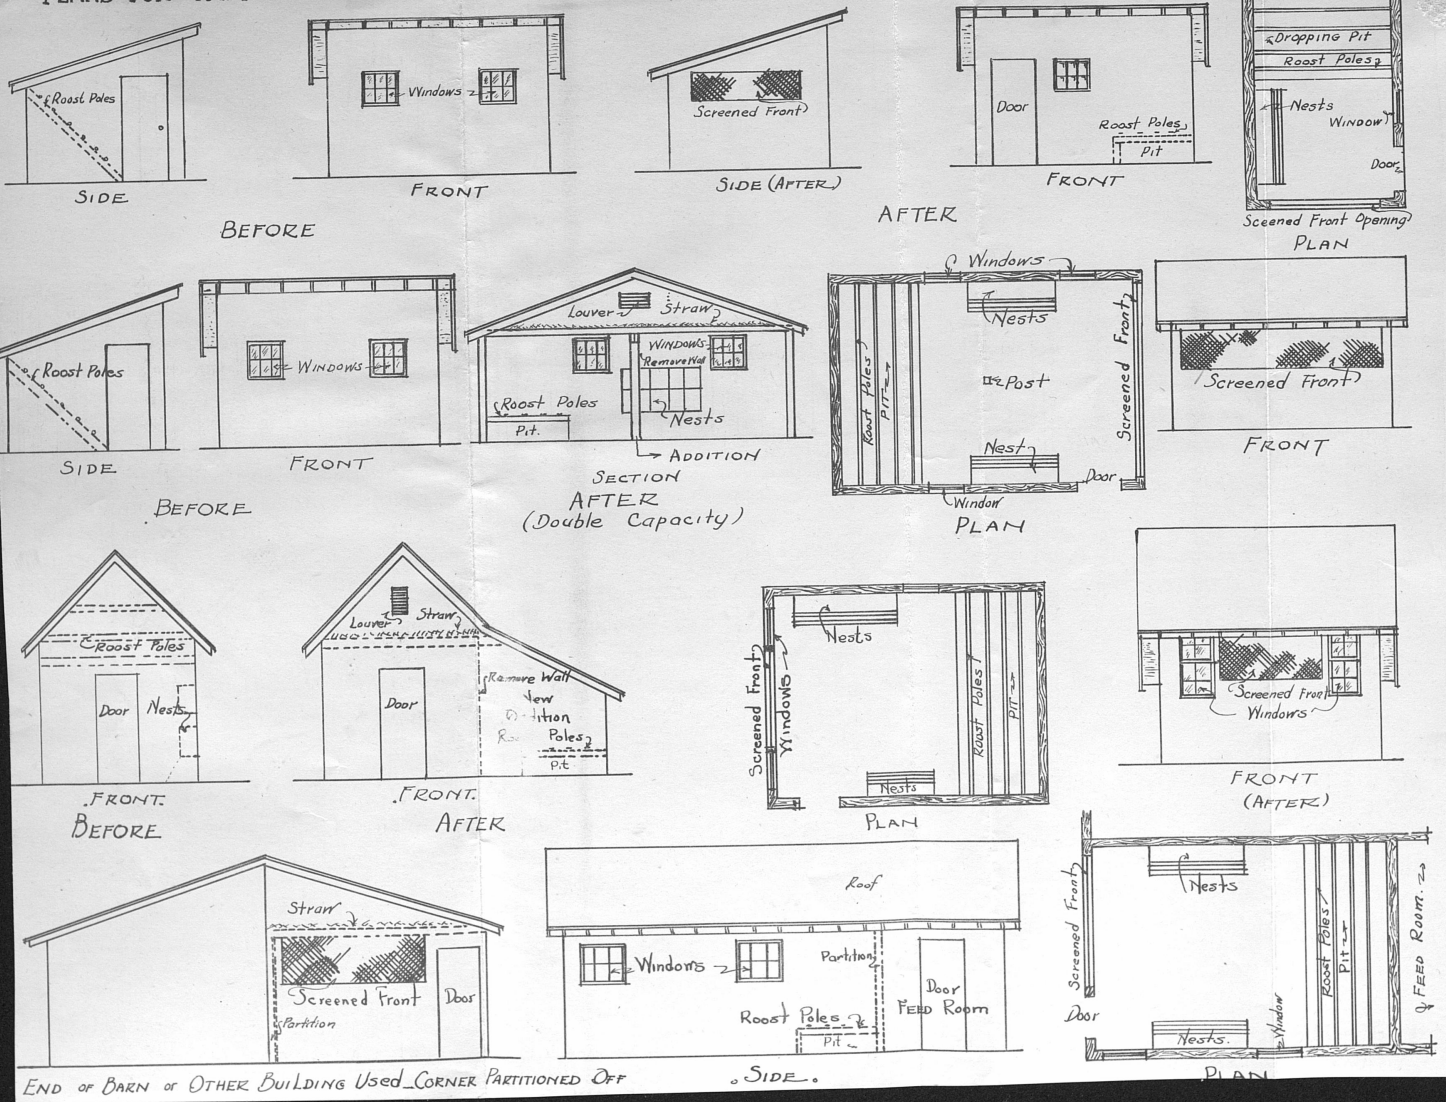 Roost Poles
SIDE
Windows
FRONT
BEFORE
Screened Front
SIDE (AFTER)
Door
Roost Poles
Pit
FRONT
AFTER
Dropping Pit
Roost Poles
Nests
WINDOW
Door
Sceened Front Opening
PLAN
Roost Poles
SIDE
WINDOWS
FRONT
BEFORE
Louver
Straw
WINDOWS
Remove Wall
Roost Poles
Pit.
Nests
ADDITION
SECTION
AFTER
(Double Capacity)
Windows
Nests
Roost Poles
PIT
Post
Screened Front
Nest
Door
Window
PLAN
Screened Front
FRONT
Roost Poles
Door
Nests
.FRONT.
BEFORE
Louver
Straw
Door
Remove Wall
New
Poles
Pit
.FRONT.
AFTER
Nests
Screened Front
Windows
Roost Poles
PIT
Nests
PLAN
Screened Front
Windows
FRONT
(AFTER)
Straw
Screened Front
Door
Partition
END OF BARN OR OTHER BUILDING USED_CORNER PARTITIONED OFF
Roof
Windows
Partition
Door
FEED ROOM
Roost Poles
Pit
. SIDE .
Nests
Screened Front
Roost Poles
Pit
FEED ROOM.
Door
Window
Nests.
PLAN